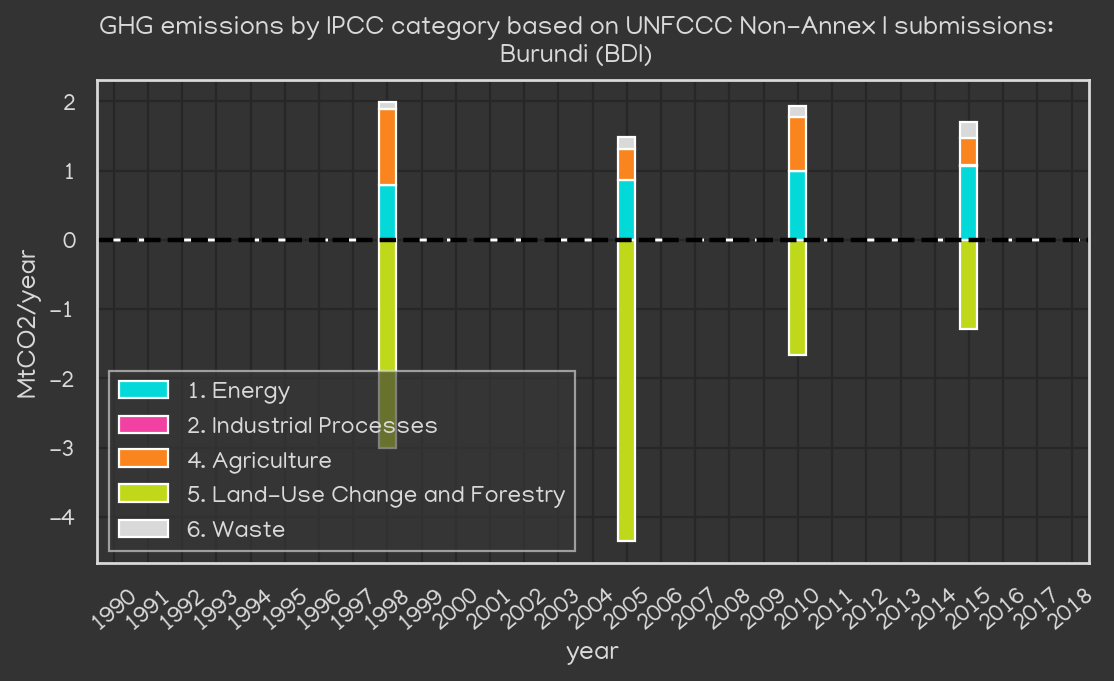 GHG emissions by IPCC category based on UNFCCC Non-Annex I submissions:
Burundi (BDI)
2
1
0
-1
-2
-3
-4
MtCO2/year
1. Energy
2. Industrial Processes
4. Agriculture
5. Land-Use Change and Forestry
6. Waste
1990 1991 1992 1993 1994 1995 1996 1997 1998 1999 2000 2001 2002 2003 2004 2005 2006 2007 2008 2009 2010 2011 2012 2013 2014 2015 2016 2017 2018
year